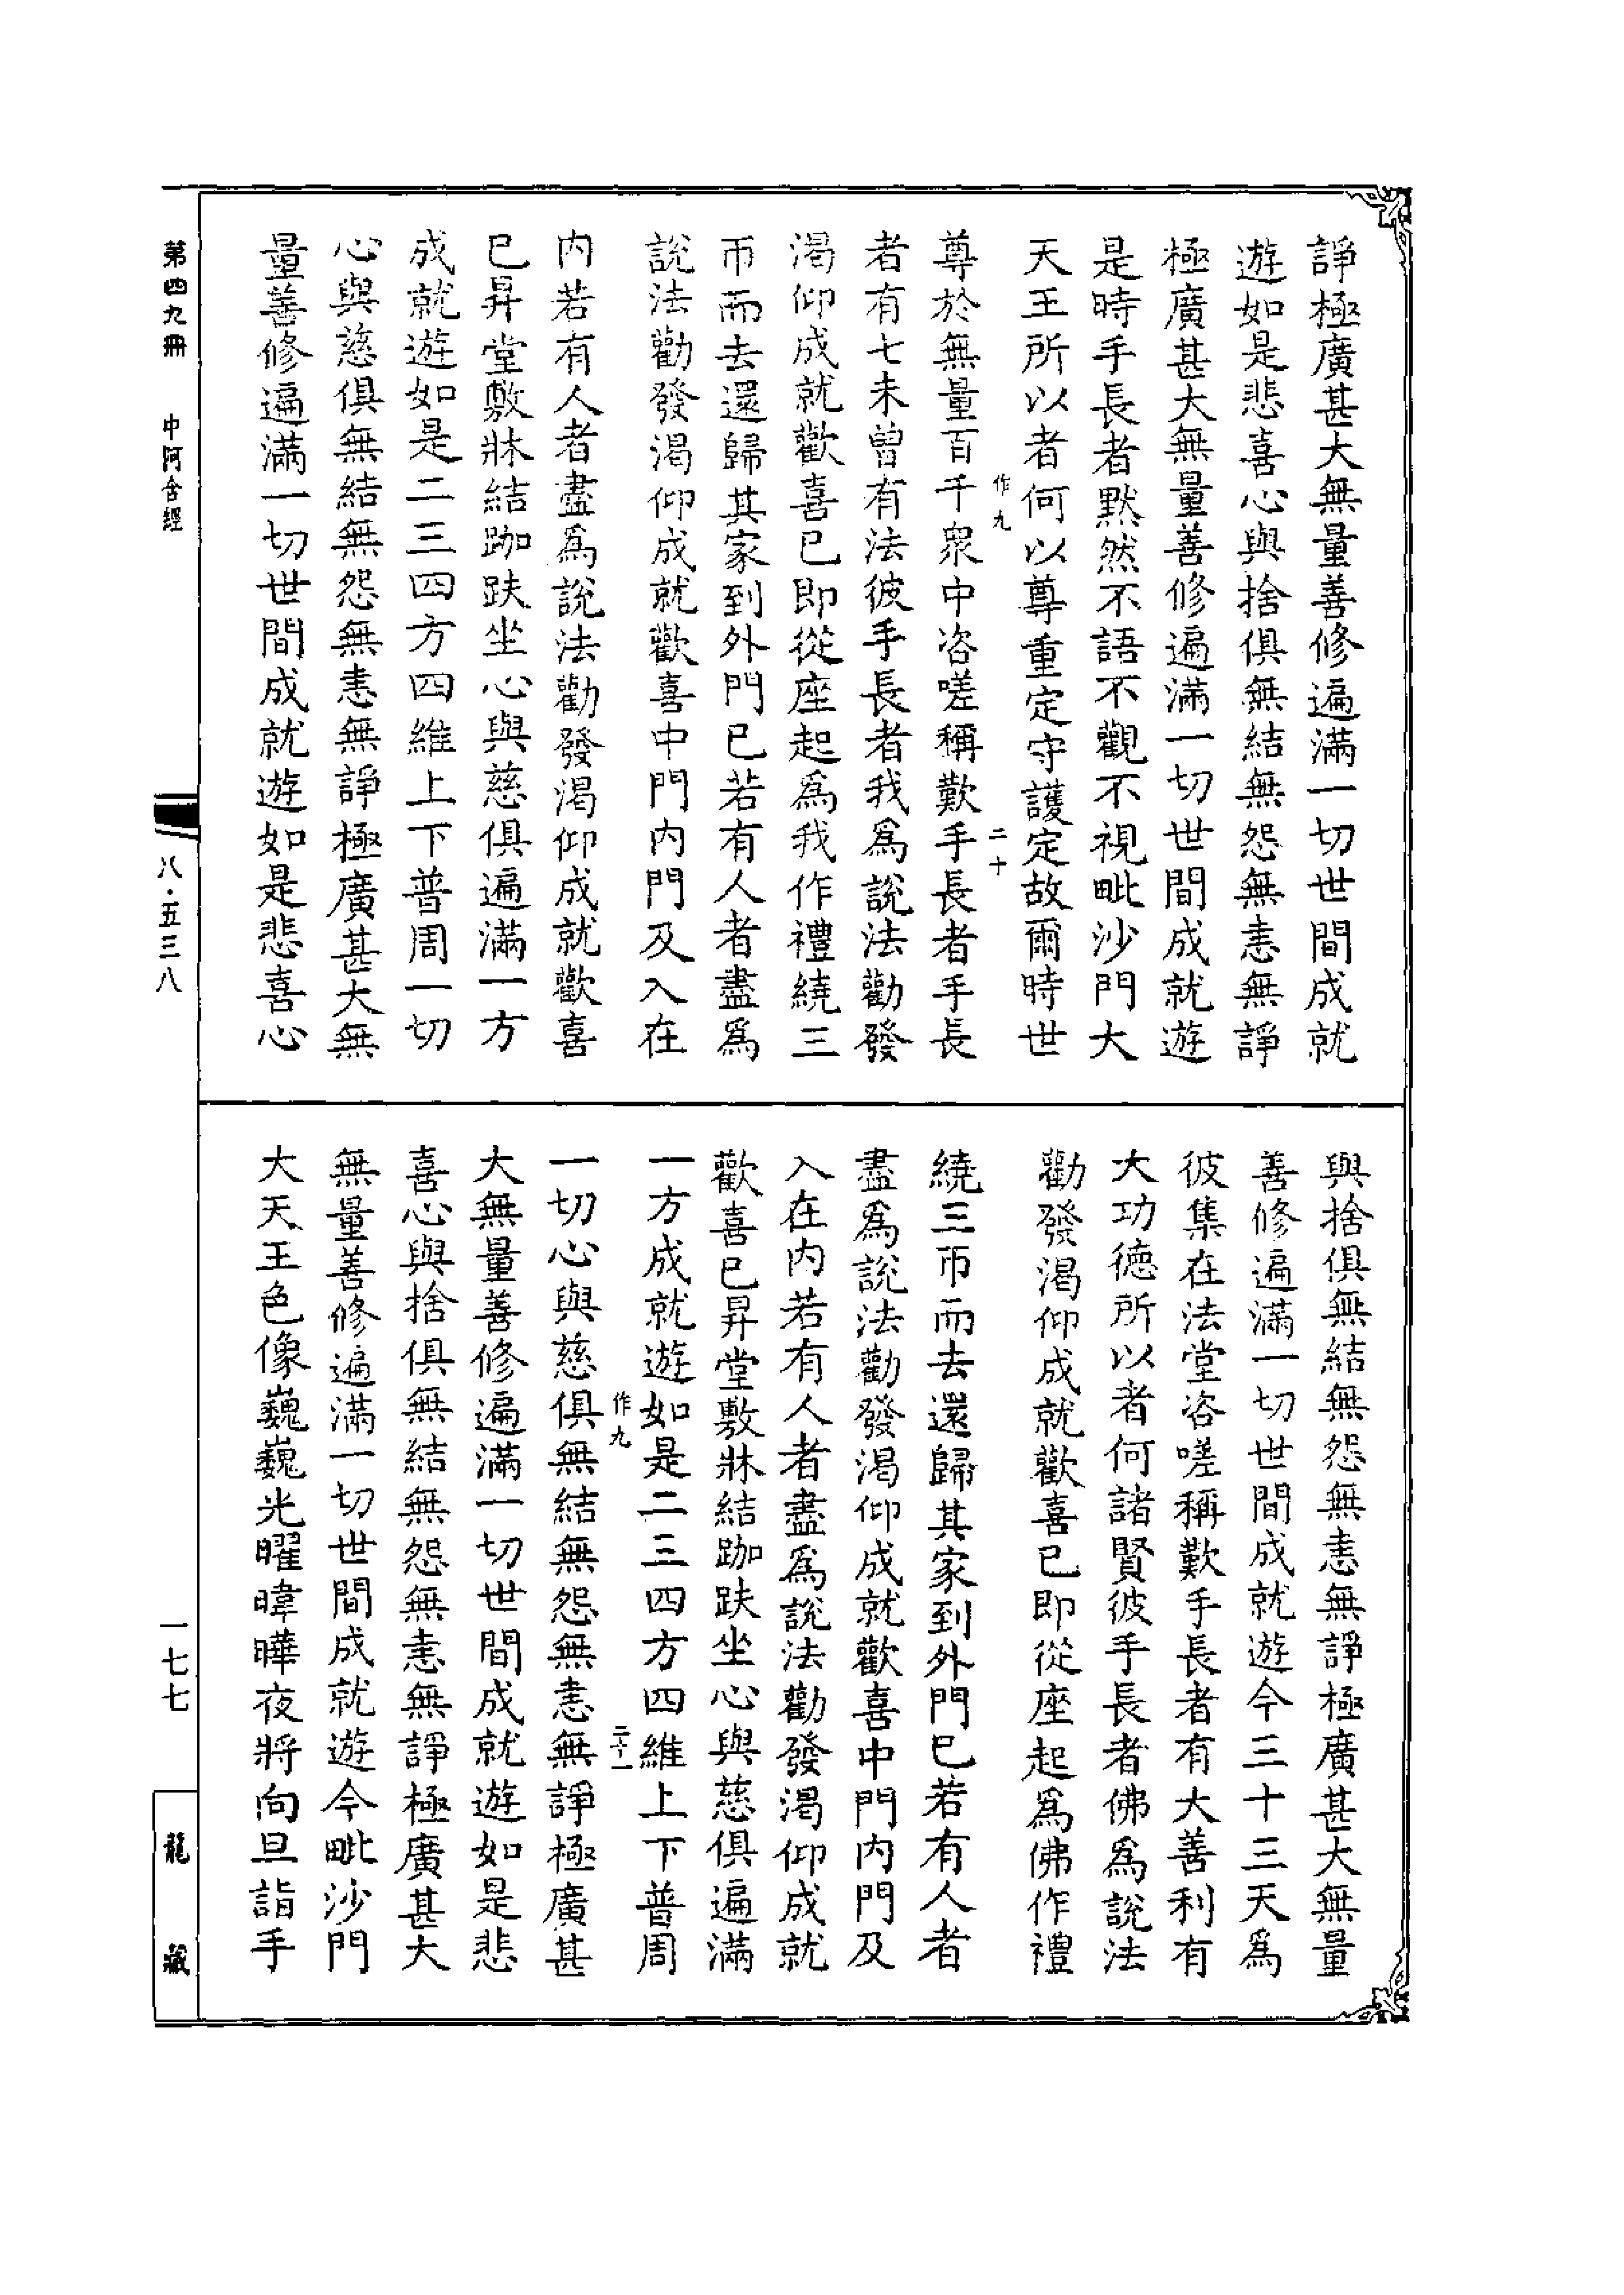 諍極廣甚大無量善修遍滿一切世間成就
遊如是悲喜心與捨俱無結無怨無恚無諍
極廣甚大無量善修遍滿一切世間成就遊
是時手長者默然不語不觀不視毗沙門大
天王所以者何以尊重定守護定故爾時世
作九 二十
尊於無量百千眾中咨嗟稱歎手長者手長
者有七未曾有法彼手長者我為說法勸發
渴仰成就歡喜已即從座起為我作禮繞三
帀而去還歸其家到外門已若有人者盡為
說法勸發渴仰成就歡喜中門內門及入在
內若有人者盡為說法勸發渴仰成就歡喜
已昇堂敷牀結跏趺坐心與慈俱遍滿一方
成就遊如是二三四方四維上下普周一切
心與慈俱無結無怨無恚無諍極廣甚大無
量善修遍滿一切世間成就遊如是悲喜心
與捨俱無結無怨無恚無諍極廣甚大無量
善修遍滿一切世間成就遊今三十三天為
彼集在法堂咨嗟稱歎手長者有大善利有
大功德所以者何諸賢彼手長者佛為說法
勸發渴仰成就歡喜已即從座起為佛作禮
繞三帀而去還歸其家到外門已若有人者
盡為說法勸發渴仰成就歡喜中門內門及
入在內若有人者盡為說法勸發渴仰成就
歡喜已昇堂敷牀結跏趺坐心與慈俱遍滿
一方成就遊如是二三四方四維上下普周
作九 二十一
一切心與慈俱無結無怨無恚無諍極廣甚
大無量善修遍滿一切世間成就遊如是悲
喜心與捨俱無結無怨無恚無諍極廣甚大
無量善修遍滿一切世間成就遊今毗沙門
大天王色像巍巍光曜暐曄夜將向旦詣手
第四九冊 中阿含經
八·五三八
一七七
龍藏